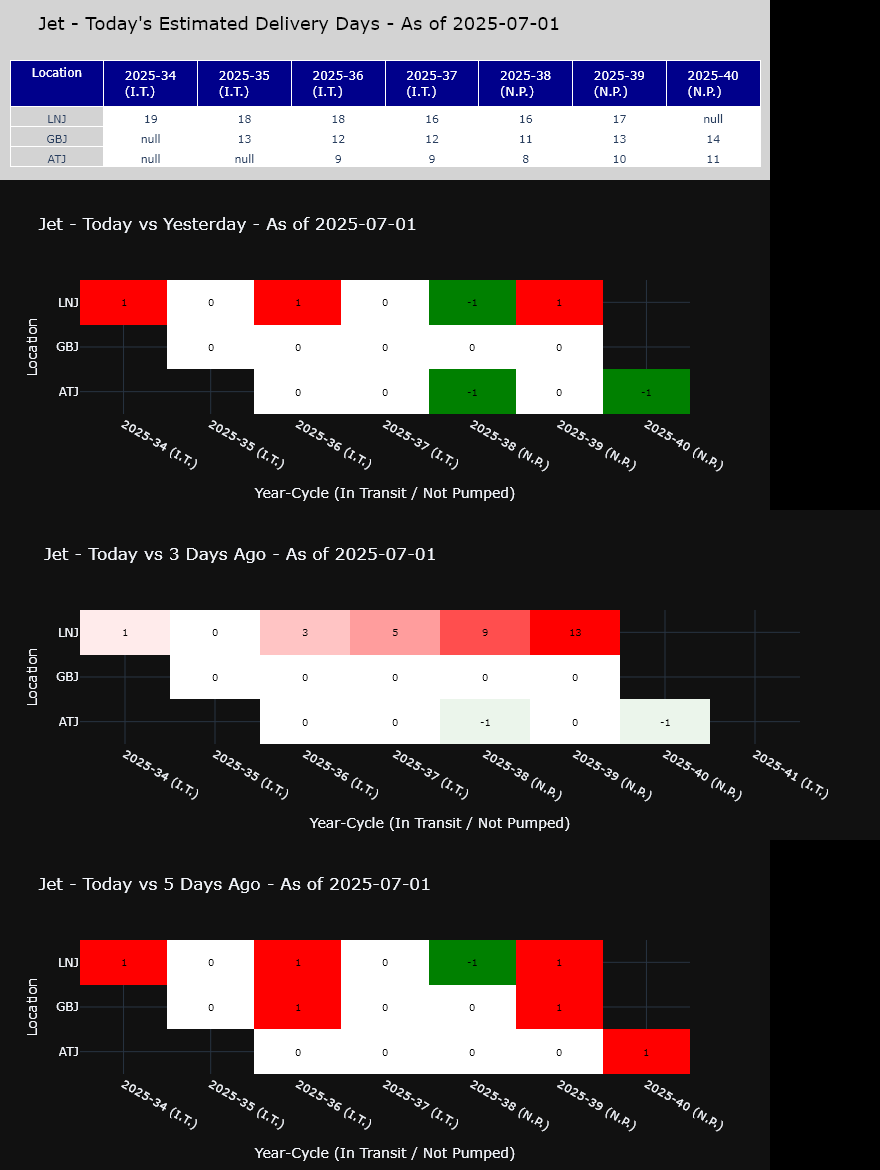 Jet - Today's Estimated Delivery Days - As of 2025-07-01
Location 2025-34 (I.T.) 2025-35 (I.T.) 2025-36 (I.T.) 2025-37 (I.T.) 2025-38 (N.P.) 2025-39 (N.P.) 2025-40 (N.P.)
LNJ 19 18 18 16 16 17 null
GBJ null 13 12 12 11 13 14
ATJ null null 9 9 8 10 11
Jet - Today vs Yesterday - As of 2025-07-01
Location
LNJ 1 0 1 0 -1 1
GBJ 0 0 0 0 0
ATJ 0 0 -1 0 -1
2025-34 (I.T.) 2025-35 (I.T.) 2025-36 (I.T.) 2025-37 (I.T.) 2025-38 (N.P.) 2025-39 (N.P.) 2025-40 (N.P.)
Year-Cycle (In Transit / Not Pumped)
Jet - Today vs 3 Days Ago - As of 2025-07-01
Location
LNJ 1 0 3 5 9 13
GBJ 0 0 0 0 0
ATJ 0 0 -1 0 -1
2025-34 (I.T.) 2025-35 (I.T.) 2025-36 (I.T.) 2025-37 (I.T.) 2025-38 (N.P.) 2025-39 (N.P.) 2025-40 (N.P.) 2025-41 (I.T.)
Year-Cycle (In Transit / Not Pumped)
Jet - Today vs 5 Days Ago - As of 2025-07-01
Location
LNJ 1 0 1 0 -1 1
GBJ 0 1 0 0 1
ATJ 0 0 0 0 1
2025-34 (I.T.) 2025-35 (I.T.) 2025-36 (I.T.) 2025-37 (I.T.) 2025-38 (N.P.) 2025-39 (N.P.) 2025-40 (N.P.)
Year-Cycle (In Transit / Not Pumped)